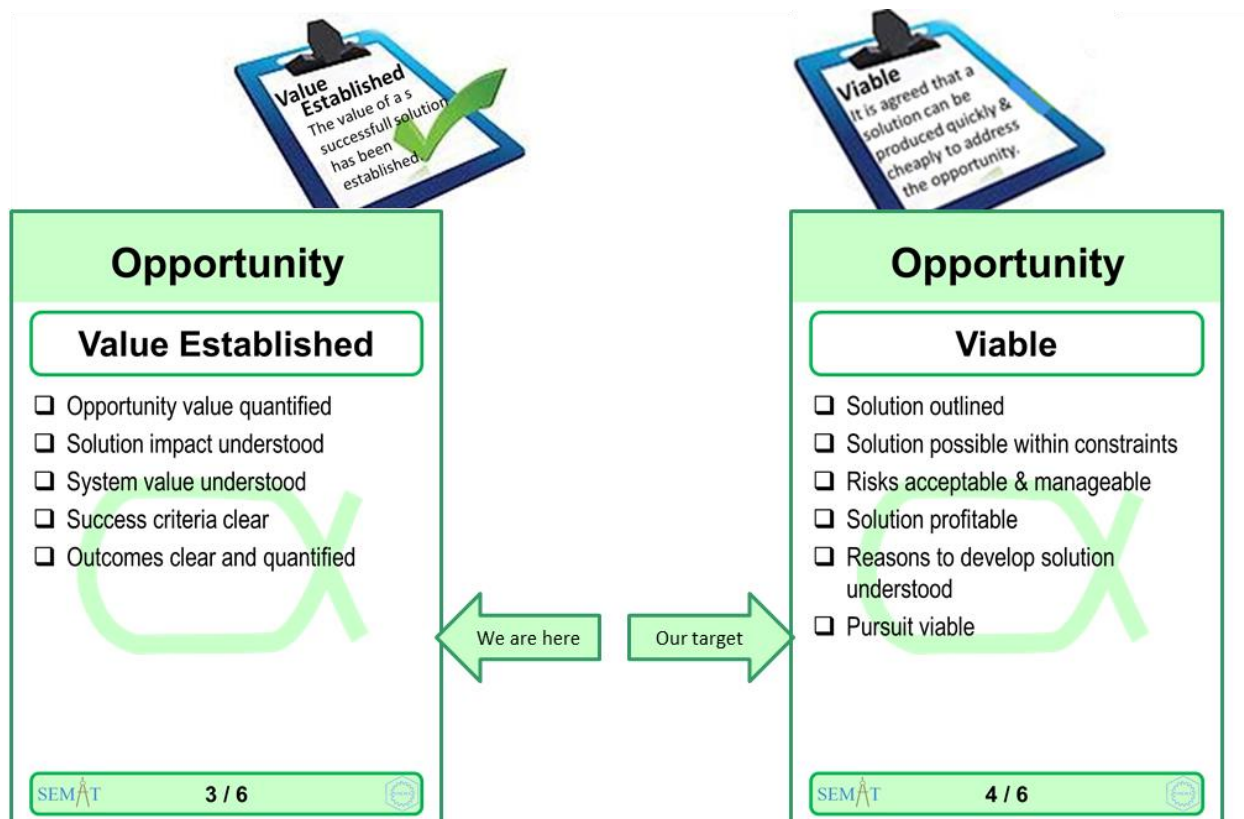 Value
Established
The value of a s
successfull solution
has been
established.
Viable
It is agreed that a
solution can be
produced quickly &
cheaply to address
the opportunity.
Opportunity
Value Established
❑ Opportunity value quantified
❑ Solution impact understood
❑ System value understood
❑ Success criteria clear
❑ Outcomes clear and quantified
SEMAT
3 / 6
We are here
Our target
Opportunity
Viable
❑ Solution outlined
❑ Solution possible within constraints
❑ Risks acceptable & manageable
❑ Solution profitable
❑ Reasons to develop solution
understood
❑ Pursuit viable
SEMAT
4 / 6